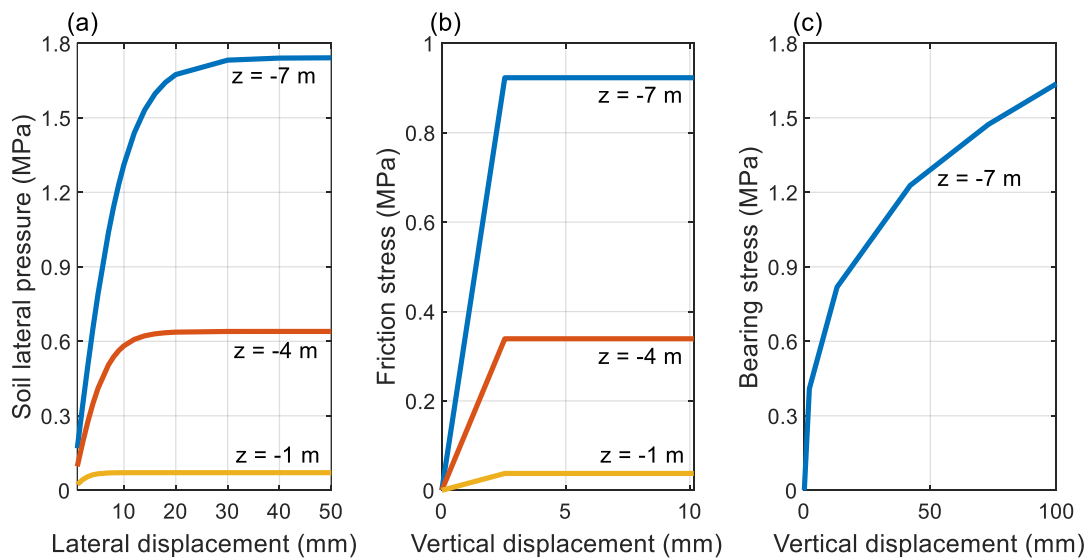 (a)
1.8
1.5
1.2
0.9
0.6
0.3
0
10
20
30
40
50
Soil lateral pressure (MPa)
Lateral displacement (mm)
z = -7 m
z = -4 m
z = -1 m
(b)
1
0.8
0.6
0.4
0.2
0
0
5
10
Friction stress (MPa)
Vertical displacement (mm)
z = -7 m
z = -4 m
z = -1 m
(c)
1.8
1.5
1.2
0.9
0.6
0.3
0
0
50
100
Bearing stress (MPa)
Vertical displacement (mm)
z = -7 m